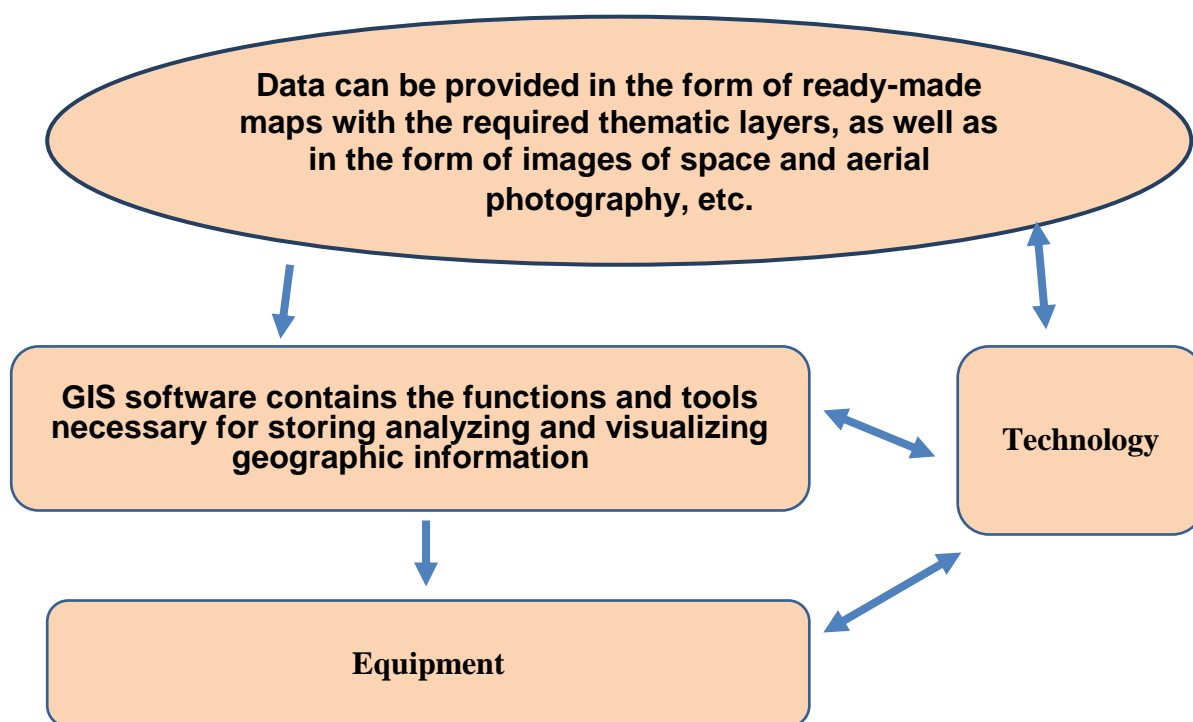 Data can be provided in the form of ready-made
maps with the required thematic layers, as well as
in the form of images of space and aerial
photography, etc.
GIS software contains the functions and tools
necessary for storing analyzing and visualizing
geographic information
Technology
Equipment